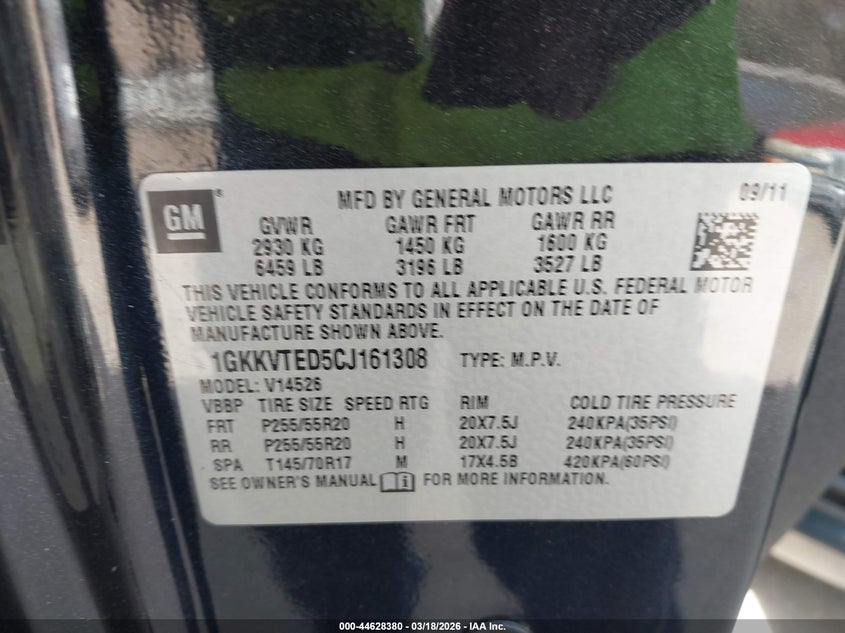 GM ®
MFD BY GENERAL MOTORS LLC 09/11
GVWR GAWR FRT GAWR RR
2930 KG 1450 KG 1600 KG
6459 LB 3196 LB 3527 LB
THIS VEHICLE CONFORMS TO ALL APPLICABLE U.S. FEDERAL MOTOR
VEHICLE SAFETY STANDARDS IN EFFECT ON THE DATE OF
MANUFACTURE SHOWN ABOVE.
1GKKVTED5CJ161308 TYPE: M.P.V.
MODEL: V14526
VBBP TIRE SIZE SPEED RTG RIM COLD TIRE PRESSURE
FRT P255/55R20 H 20X7.5J 240KPA(35PSI)
RR P255/55R20 H 20X7.5J 240KPA(35PSI)
SPA T145/70R17 M 17X4.5B 420KPA(60PSI)
SEE OWNER'S MANUAL FOR MORE INFORMATION.
000-44628380 - 03/18/2026 - IAA Inc.